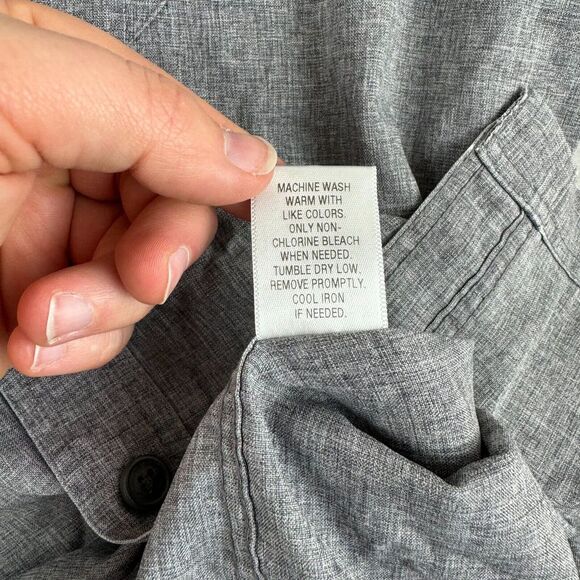 MACHINE WASH
WARM WITH
LIKE COLORS.
ONLY NON-
CHLORINE BLEACH
WHEN NEEDED.
TUMBLE DRY LOW,
REMOVE PROMPTLY.
COOL IRON
IF NEEDED.